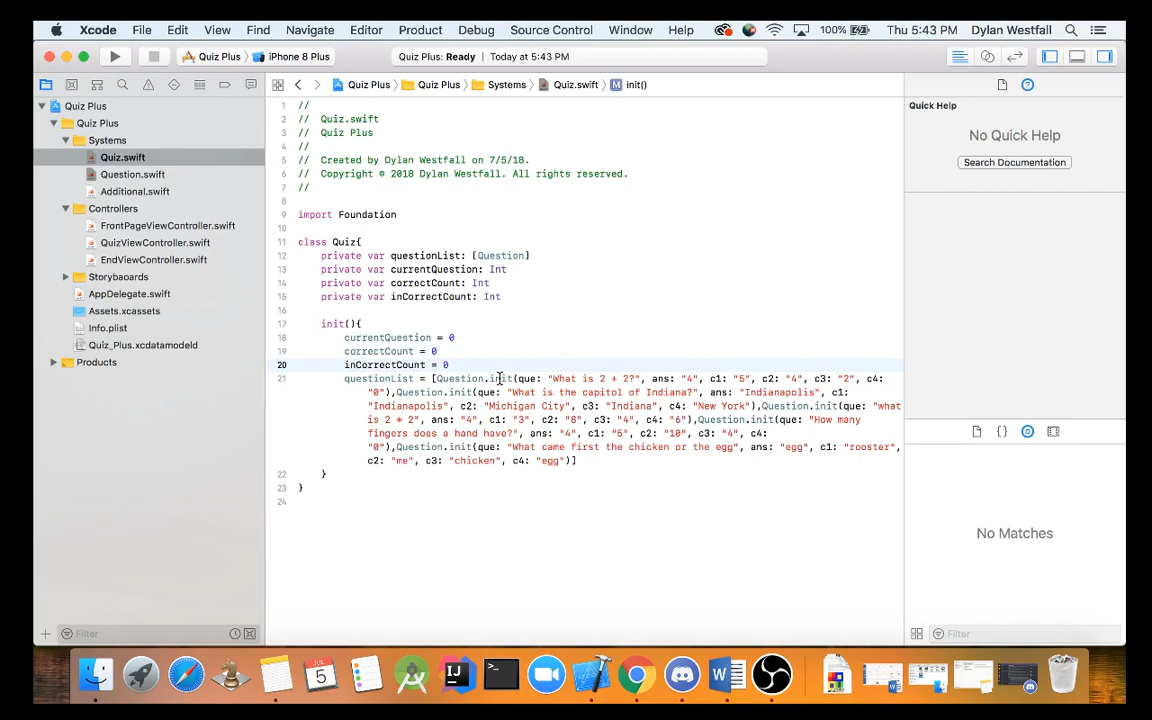 Xcode File Edit View Find Navigate Editor Product Debug Source Control Window Help 100% Thu 5:43 PM Dylan Westfall
Quiz Plus iPhone 8 Plus Quiz Plus: Ready Today at 5:43 PM
Quiz Plus Quiz Plus Systems Quiz.swift M init()
Quiz Plus
Quiz Plus
Systems
Quiz.swift
Question.swift
Additional.swift
Controllers
FrontPageViewController.swift
QuizViewController.swift
EndViewController.swift
Storyboards
AppDelegate.swift
Assets.xcassets
Info.plist
Quiz_Plus.xcdatamodeld
Products
Filter
1 //
2 // Quiz.swift
3 // Quiz Plus
4 //
5 // Created by Dylan Westfall on 7/5/18.
6 // Copyright © 2018 Dylan Westfall. All rights reserved.
7 //
8
9 import Foundation
10
11 class Quiz{
12 private var questionList: [Question]
13 private var currentQuestion: Int
14 private var correctCount: Int
15 private var inCorrectCount: Int
16
17 init(){
18 currentQuestion = 0
19 correctCount = 0
20 inCorrectCount = 0
21 questionList = [Question.init(que: "What is 2 + 2?", ans: "4", c1: "5", c2: "4", c3: "2", c4:
"0"),Question.init(que: "What is the capitol of Indiana?", ans: "Indianapolis", c1:
"Indianapolis", c2: "Michigan City", c3: "Indiana", c4: "New York"),Question.init(que: "what
is 2 * 2", ans: "4", c1: "3", c2: "8", c3: "4", c4: "6"),Question.init(que: "How many
fingers does a hand have?", ans: "4", c1: "5", c2: "10", c3: "4", c4:
"0"),Question.init(que: "What came first the chicken or the egg", ans: "egg", c1: "rooster",
c2: "me", c3: "chicken", c4: "egg")]
22 }
23 }
24
Quick Help
No Quick Help
Search Documentation
No Matches
Filter
JUL
5
IJ
W